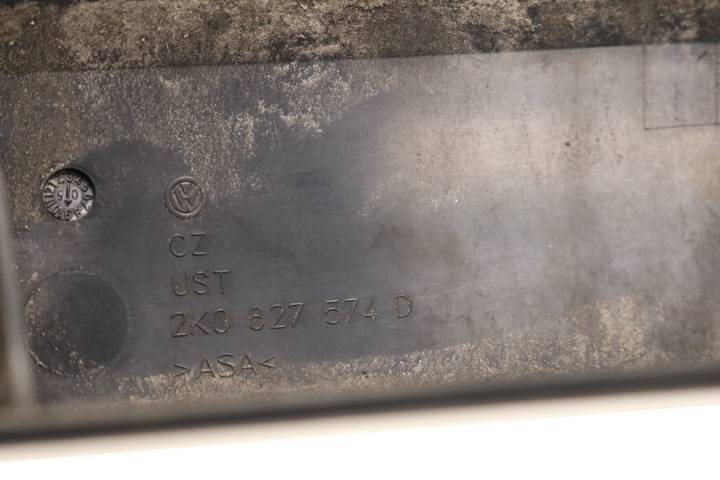 CZ
UST
2K0 827 574 D
>ASA<